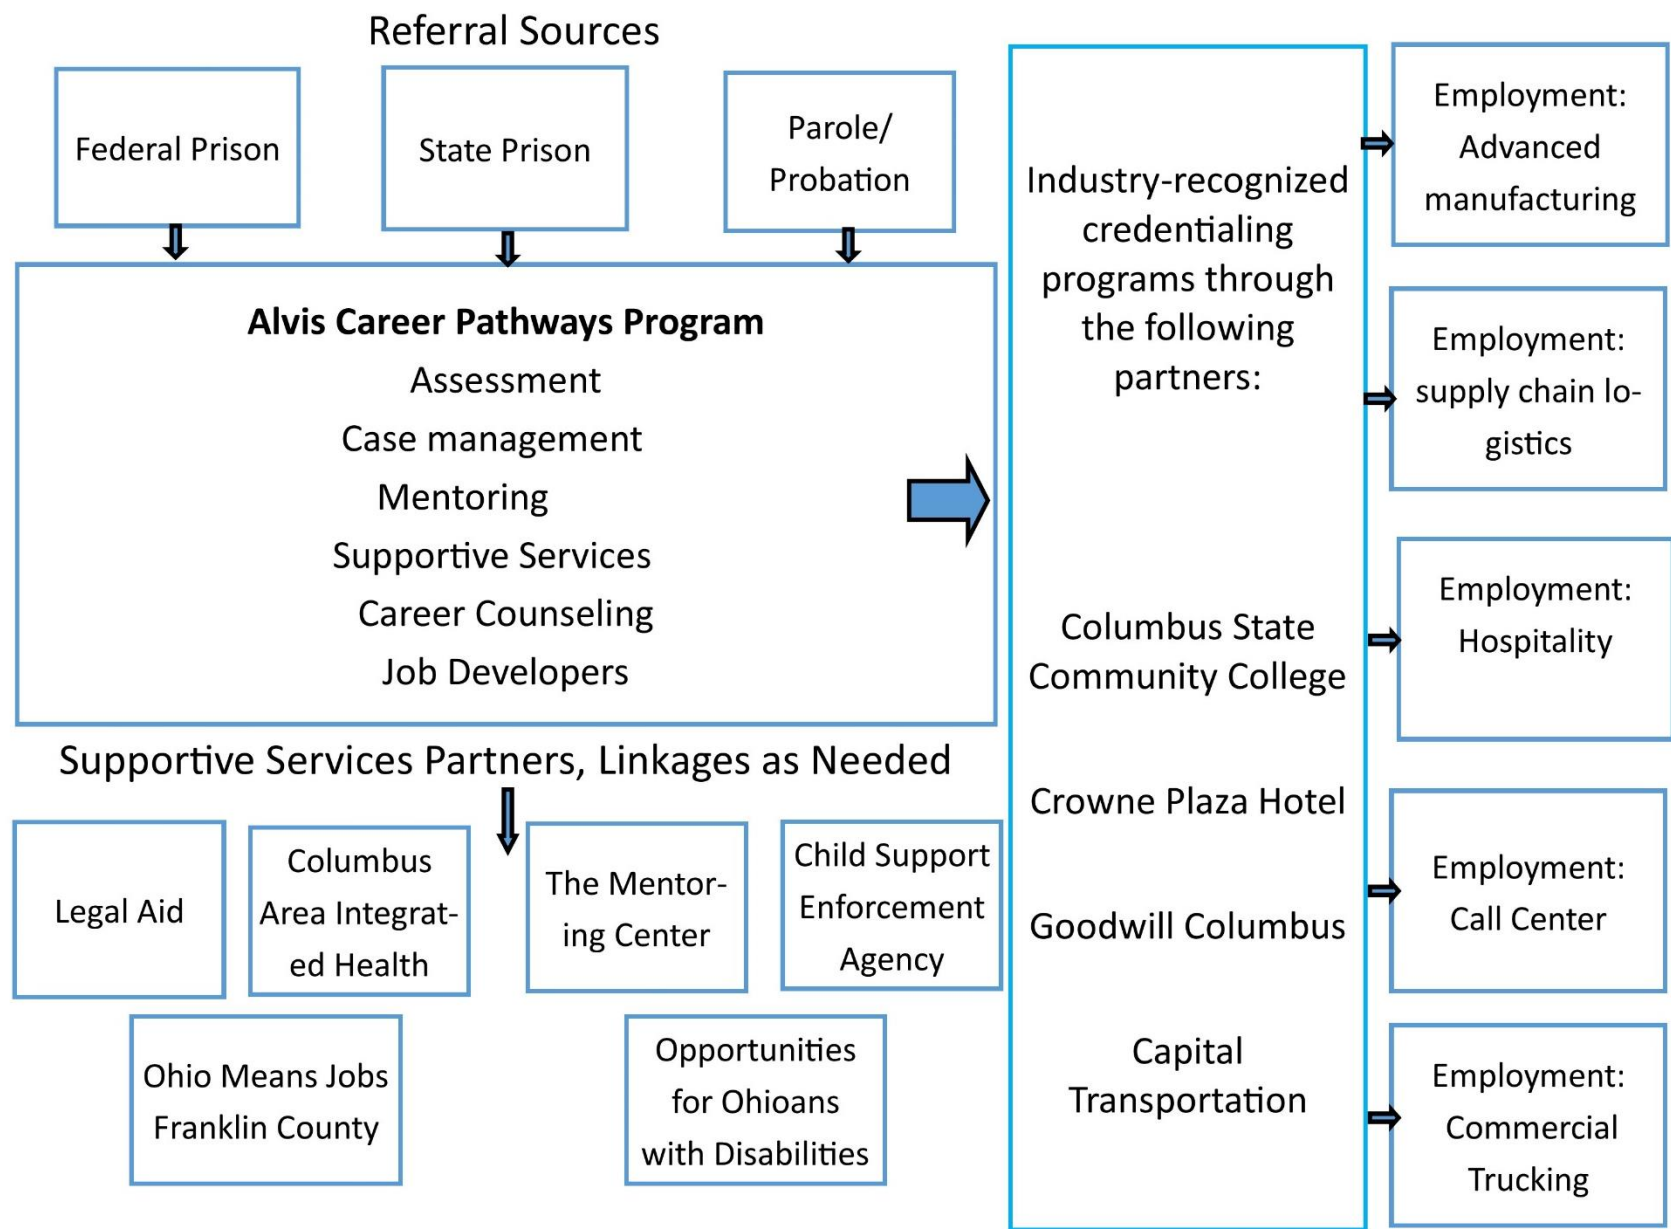 Referral Sources
Federal Prison
State Prison
Parole/
Probation
Alvis Career Pathways Program
Assessment
Case management
Mentoring
Supportive Services
Career Counseling
Job Developers
Supportive Services Partners, Linkages as Needed
Legal Aid
Columbus
Area Integrat-
ed Health
The Mentor-
ing Center
Child Support
Enforcement
Agency
Ohio Means Jobs
Franklin County
Opportunities
for Ohioans
with Disabilities
Industry-recognized
credentialing
programs through
the following
partners:
Columbus State
Community College
Crowne Plaza Hotel
Goodwill Columbus
Capital
Transportation
Employment:
Advanced
manufacturing
Employment:
supply chain lo-
gistics
Employment:
Hospitality
Employment:
Call Center
Employment:
Commercial
Trucking